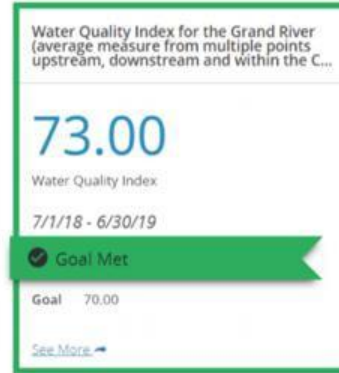 Water Quality Index for the Grand River
(average measure from multiple points
upstream, downstream and within the C...
73.00
Water Quality Index
7/1/18 - 6/30/19
Goal Met
Goal 70.00
See More